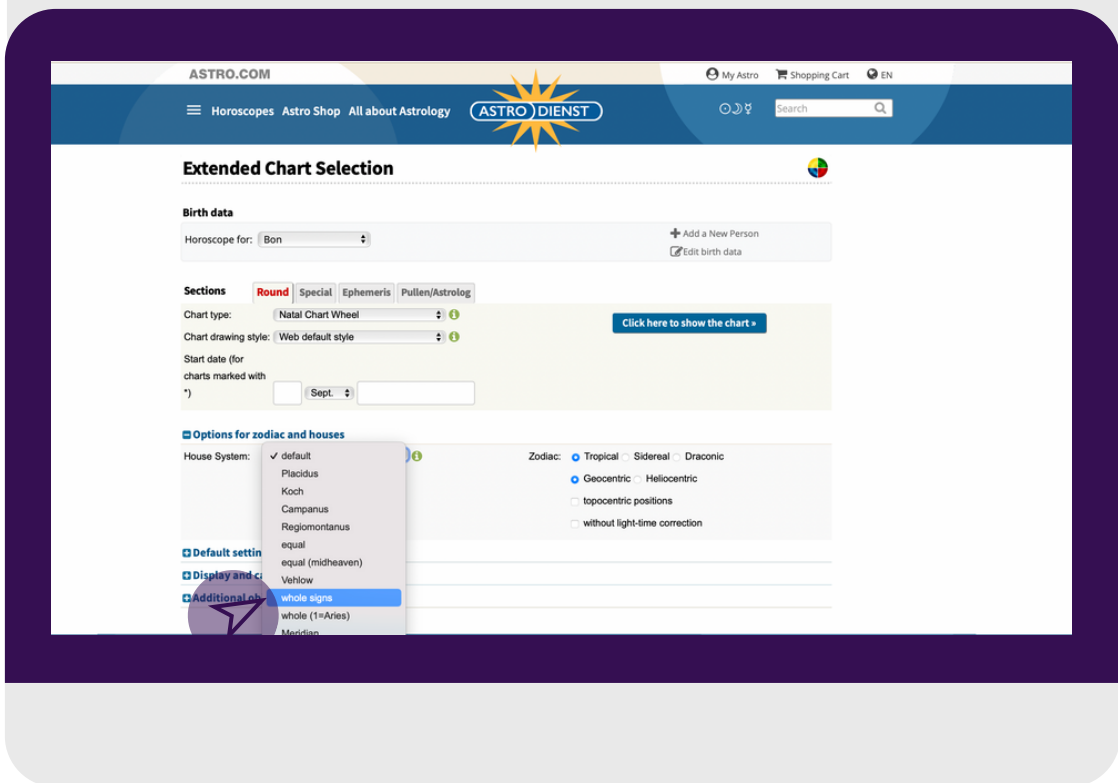 ASTRO.COM
My Astro Shopping Cart EN
Horoscopes Astro Shop All about Astrology ASTRO DIENST Search
Extended Chart Selection
Birth data
Horoscope for: Bon
Add a New Person
Edit birth data
Sections Round Special Ephemeris Pullen/Astrolog
Chart type: Natal Chart Wheel
Click here to show the chart »
Chart drawing style: Web default style
Start date (for
charts marked with
*) Sept.
Options for zodiac and houses
House System: ✓ default Zodiac: Tropical Sidereal Draconic
Placidus
Koch Geocentric Heliocentric
Campanus topocentric positions
Regiomontanus without light-time correction
equal
Default settin
equal (midheaven)
Display and ca
Vehlow
Additional ob
whole signs
whole (1=Aries)
Meridian